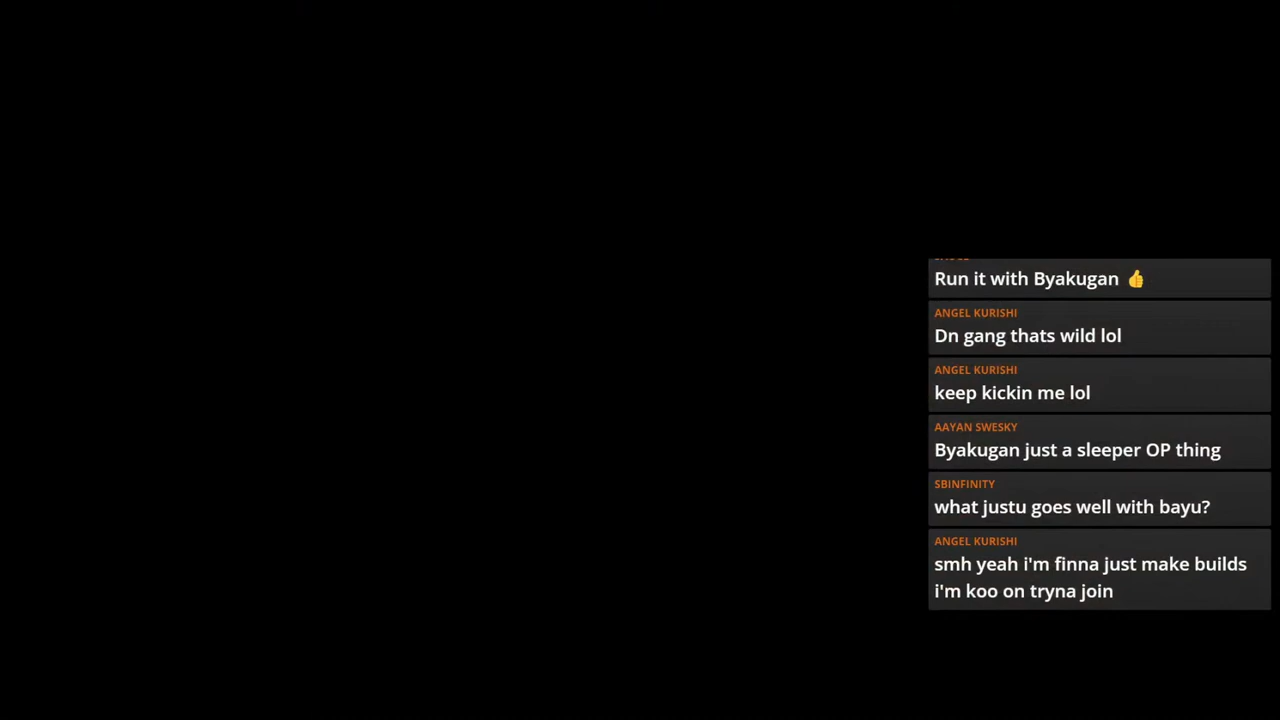 Run it with Byakugan 👍
ANGEL KURISHI
Dn gang thats wild lol
ANGEL KURISHI
keep kickin me lol
AAYAN SWESKY
Byakugan just a sleeper OP thing
SBINFINITY
what justu goes well with bayu?
ANGEL KURISHI
smh yeah i'm finna just make builds
i'm koo on tryna join